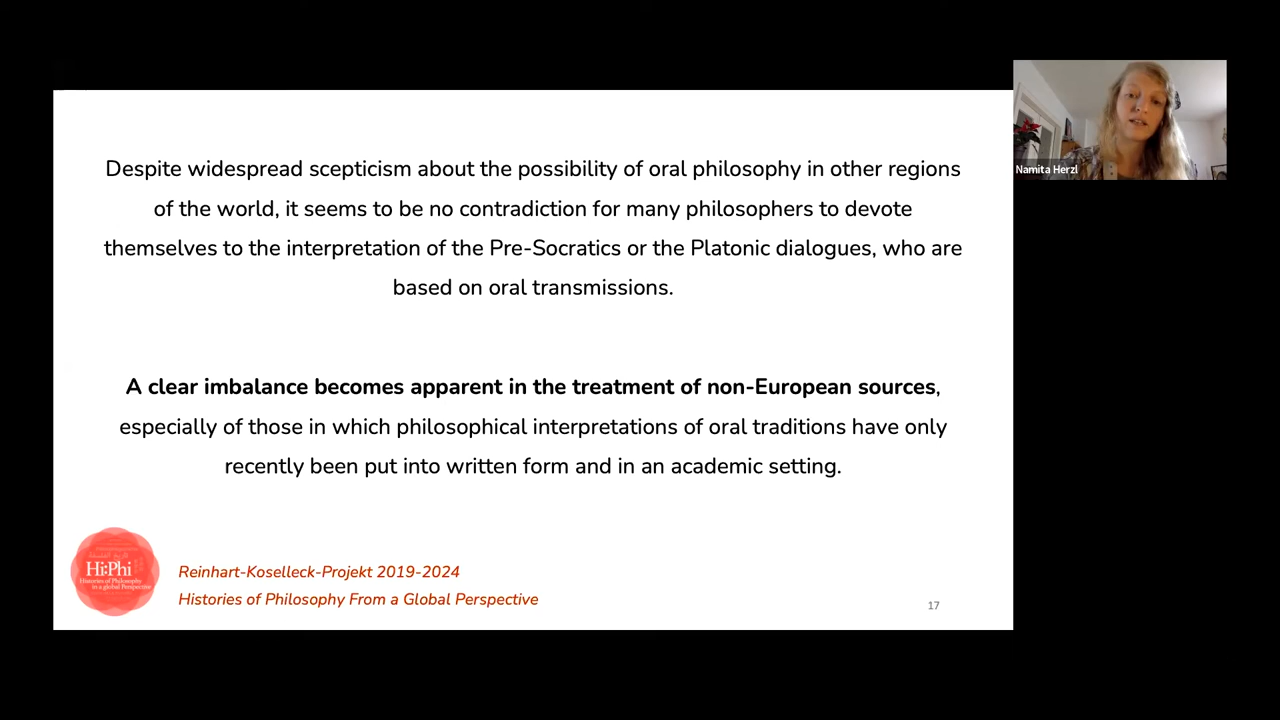 Despite widespread scepticism about the possibility of oral philosophy in other regions
of the world, it seems to be no contradiction for many philosophers to devote
themselves to the interpretation of the Pre-Socratics or the Platonic dialogues, who are
based on oral transmissions.
A clear imbalance becomes apparent in the treatment of non-European sources,
especially of those in which philosophical interpretations of oral traditions have only
recently been put into written form and in an academic setting.
Hi:Phi
Histories of Philosophy
in a global Perspective
Reinhart-Koselleck-Projekt 2019-2024
Histories of Philosophy From a Global Perspective
17
Namita Herzl